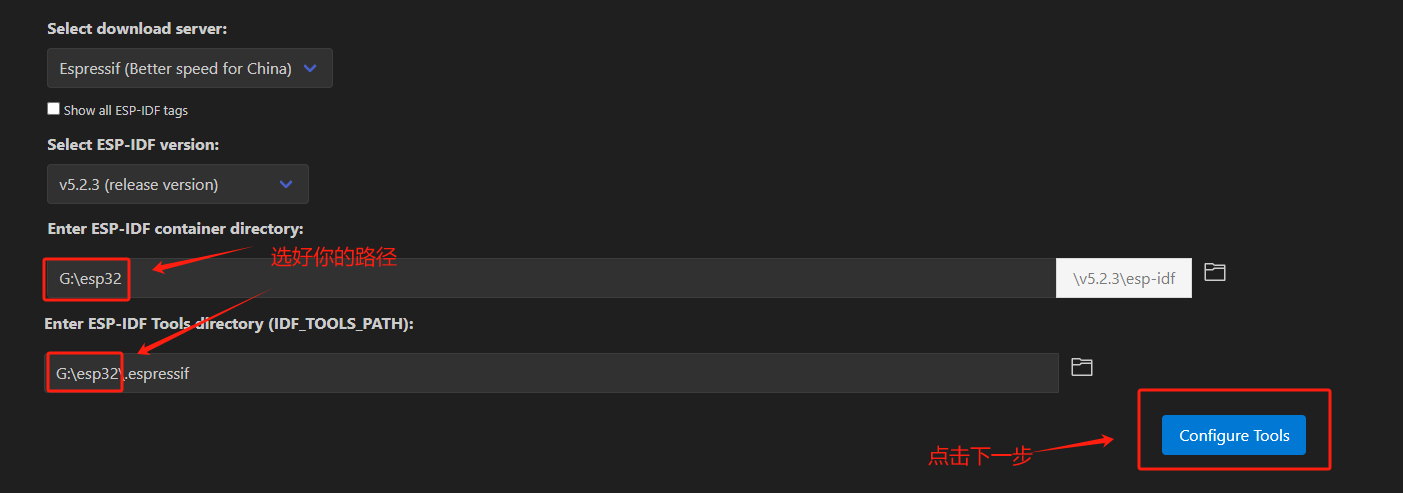 Select download server:
Espressif (Better speed for China)
Show all ESP-IDF tags
Select ESP-IDF version:
v5.2.3 (release version)
Enter ESP-IDF container directory:
选好你的路径
G:\esp32
\v5.2.3\esp-idf
Enter ESP-IDF Tools directory (IDF_TOOLS_PATH):
G:\esp32\.espressif
Configure Tools
点击下一步